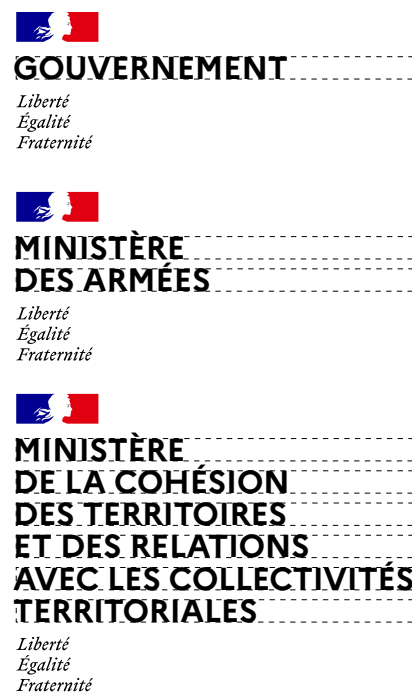 GOUVERNEMENT
Liberté
Égalité
Fraternité
MINISTÈRE
DES ARMÉES
Liberté
Égalité
Fraternité
MINISTÈRE
DE LA COHÉSION
DES TERRITOIRES
ET DES RELATIONS
AVEC LES COLLECTIVITÉS
TERRITORIALES
Liberté
Égalité
Fraternité